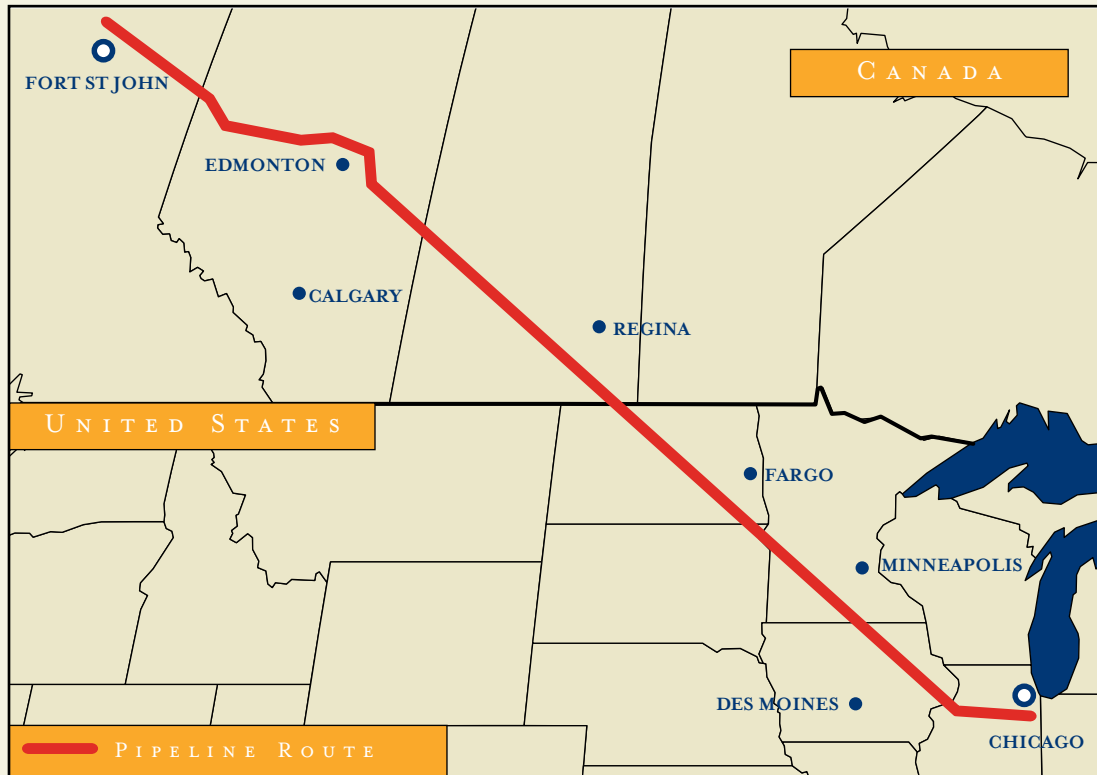 FORT ST JOHN
CANADA
EDMONTON
CALGARY
REGINA
UNITED STATES
FARGO
MINNEAPOLIS
DES MOINES
CHICAGO
PIPELINE ROUTE